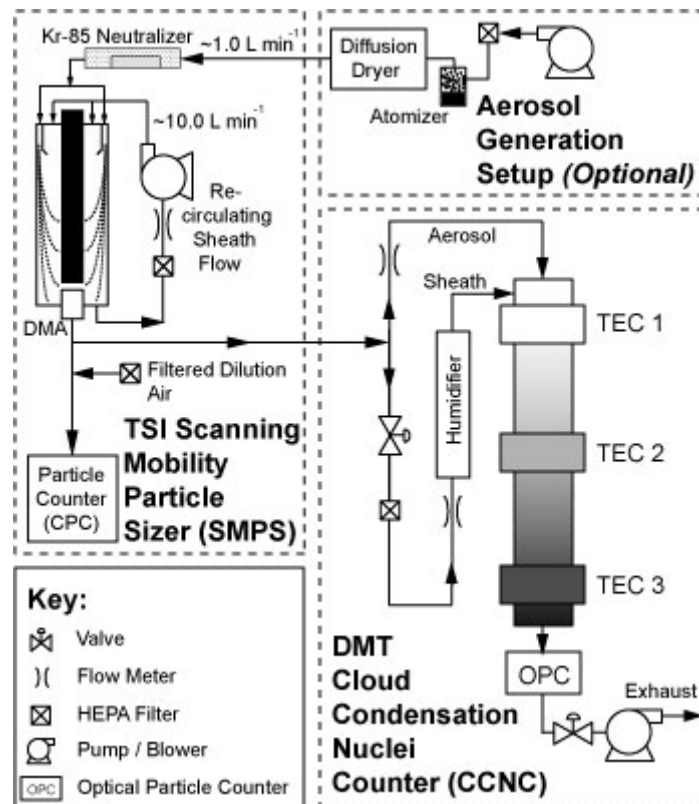 Kr-85 Neutralizer
~1.0 L min-1
Diffusion
Dryer
Atomizer
Aerosol
Generation
Setup (Optional)
~10.0 L min-1
Re-
circulating
Sheath
Flow
DMA
Filtered Dilution
Air
TSI Scanning
Mobility
Particle
Sizer (SMPS)
Particle
Counter
(CPC)
Aerosol
Sheath
Humidifier
TEC 1
TEC 2
TEC 3
OPC
Exhaust
DMT
Cloud
Condensation
Nuclei
Counter (CCNC)
Key:
Valve
Flow Meter
HEPA Filter
Pump / Blower
OPC Optical Particle Counter